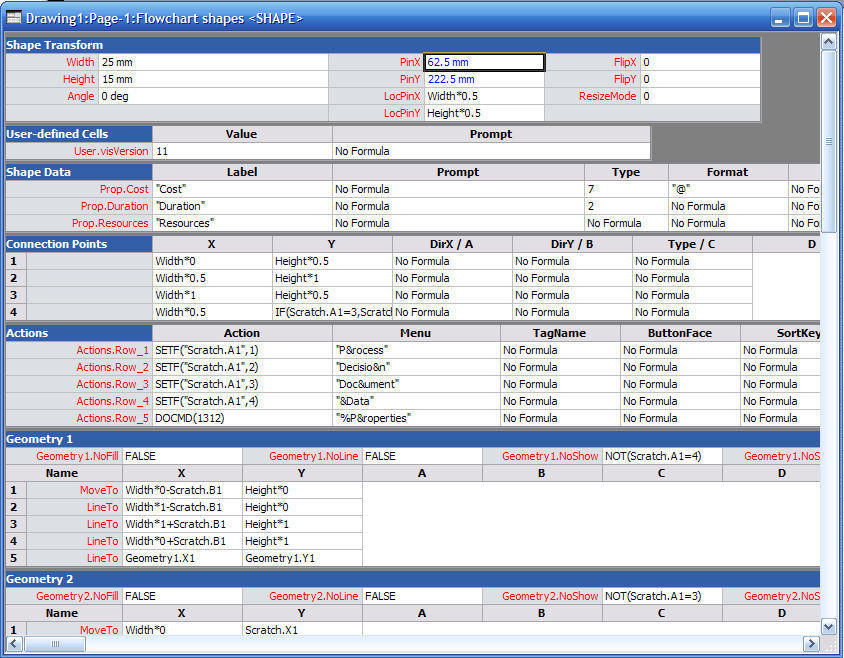 Drawing1:Page-1:Flowchart shapes <SHAPE>
Shape Transform
Width 25 mm PinX 62.5 mm FlipX 0
Height 15 mm PinY 222.5 mm FlipY 0
Angle 0 deg LocPinX Width*0.5 ResizeMode 0
LocPinY Height*0.5
User-defined Cells Value Prompt
User.visVersion 11 No Formula
Shape Data Label Prompt Type Format
Prop.Cost "Cost" No Formula 7 "@" No Fo
Prop.Duration "Duration" No Formula 2 No Formula No Fo
Prop.Resources "Resources" No Formula No Formula No Formula No Fo
Connection Points X Y DirX / A DirY / B Type / C D
1 Width*0 Height*0.5 No Formula No Formula No Formula
2 Width*0.5 Height*1 No Formula No Formula No Formula
3 Width*1 Height*0.5 No Formula No Formula No Formula
4 Width*0.5 IF(Scratch.A1=3,Scratc No Formula No Formula No Formula
Actions Action Menu TagName ButtonFace SortKey
Actions.Row_1 SETF("Scratch.A1",1) "P&rocess" No Formula No Formula No Formula
Actions.Row_2 SETF("Scratch.A1",2) "Decisio&n" No Formula No Formula No Formula
Actions.Row_3 SETF("Scratch.A1",3) "Doc&ument" No Formula No Formula No Formula
Actions.Row_4 SETF("Scratch.A1",4) "&Data" No Formula No Formula No Formula
Actions.Row_5 DOCMD(1312) "%P&roperties" No Formula No Formula No Formula
Geometry 1
Geometry1.NoFill FALSE Geometry1.NoLine FALSE Geometry1.NoShow NOT(Scratch.A1=4) Geometry1.NoS
Name X Y A B C D
1 MoveTo Width*0-Scratch.B1 Height*0
2 LineTo Width*1-Scratch.B1 Height*0
3 LineTo Width*1+Scratch.B1 Height*1
4 LineTo Width*0+Scratch.B1 Height*1
5 LineTo Geometry1.X1 Geometry1.Y1
Geometry 2
Geometry2.NoFill FALSE Geometry2.NoLine FALSE Geometry2.NoShow NOT(Scratch.A1=3) Geometry2.NoS
Name X Y A B C D
1 MoveTo Width*0 Scratch.X1